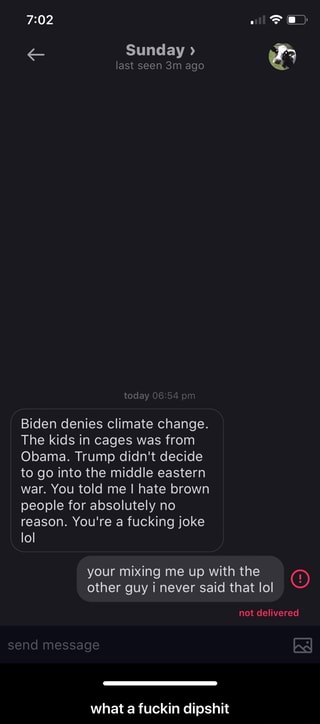 7:02
Sunday ›
last seen 3m ago
today 06:54 pm
Biden denies climate change.
The kids in cages was from
Obama. Trump didn't decide
to go into the middle eastern
war. You told me I hate brown
people for absolutely no
reason. You're a fucking joke
lol
your mixing me up with the
other guy i never said that lol
not delivered
send message
what a fuckin dipshit